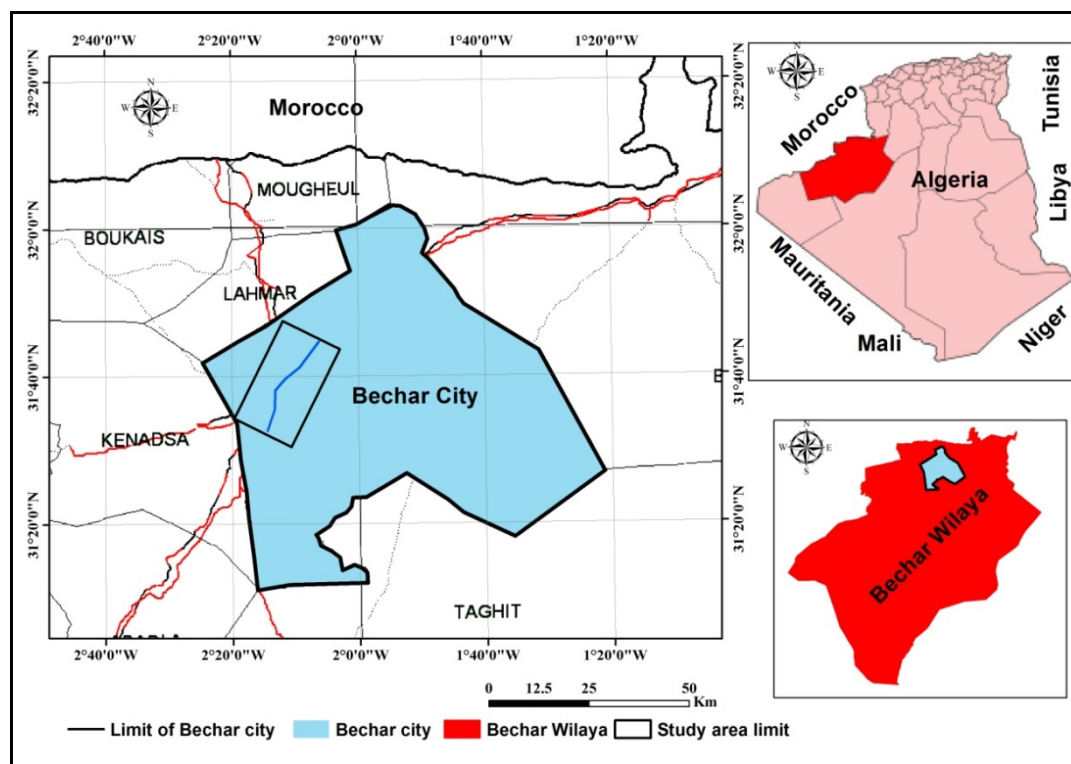 2°40'0"W 2°20'0"W 2°0'0"W 1°40'0"W 1°20'0"W
32°20'0"N
32°0'0"N
31°40'0"N
31°20'0"N
N
W E
S
Morocco
MOUGHEUL
BOUKAIS
LAHMAR
Bechar City
KENADSA
TAGHIT
32°20'0"N
32°0'0"N
31°40'0"N
31°20'0"N
2°40'0"W 2°20'0"W 2°0'0"W 1°40'0"W 1°20'0"W
0 12.5 25 50
Km
N
W E
S
Morocco
Tunisia
Algeria
Libya
Mauritania
Mali
Niger
N
W E
S
Bechar Wilaya
Limit of Bechar city Bechar city Bechar Wilaya Study area limit